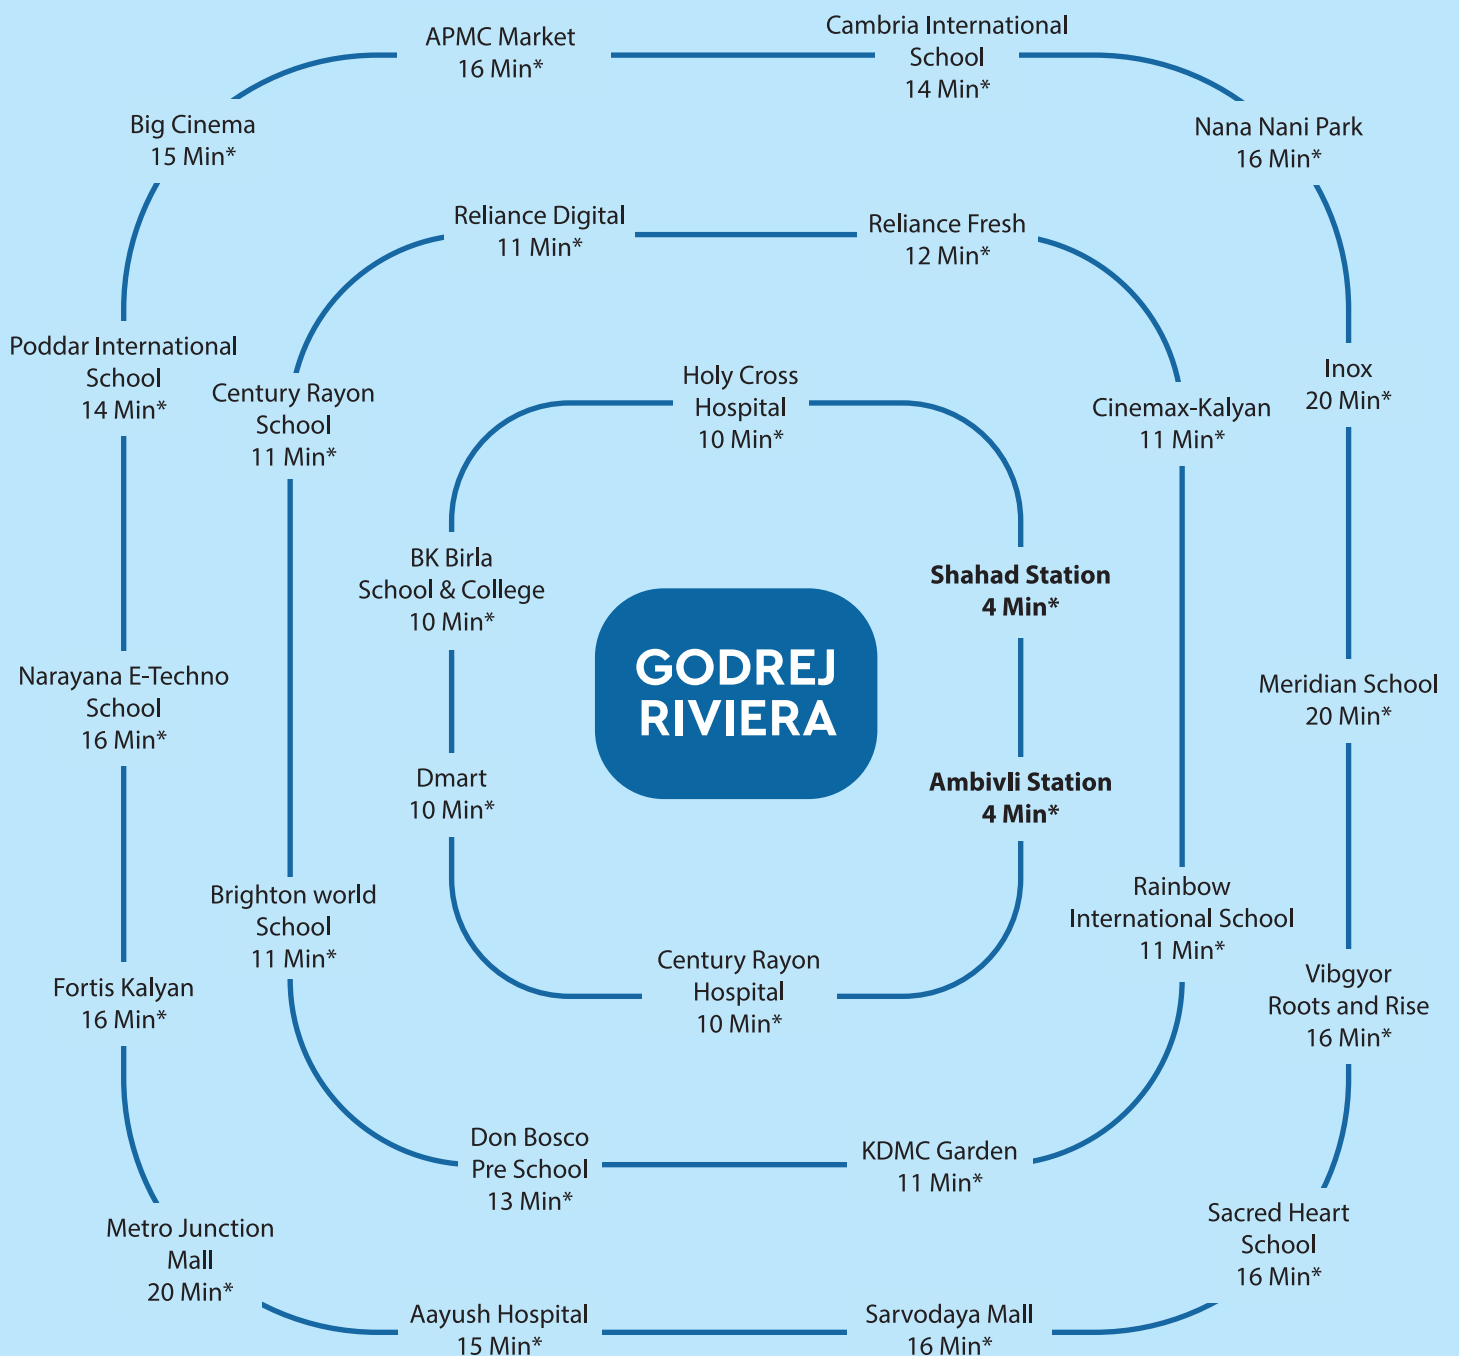 APMC Market
16 Min*
Cambria International
School
14 Min*
Big Cinema
15 Min*
Nana Nani Park
16 Min*
Reliance Digital
11 Min*
Reliance Fresh
12 Min*
Poddar International
School
14 Min*
Century Rayon
School
11 Min*
Holy Cross
Hospital
10 Min*
Cinemax-Kalyan
11 Min*
Inox
20 Min*
BK Birla
School & College
10 Min*
Shahad Station
4 Min*
GODREJ
RIVIERA
Narayana E-Techno
School
16 Min*
Meridian School
20 Min*
Dmart
10 Min*
Ambivli Station
4 Min*
Brighton world
School
11 Min*
Rainbow
International School
11 Min*
Century Rayon
Hospital
10 Min*
Fortis Kalyan
16 Min*
Vibgyor
Roots and Rise
16 Min*
Don Bosco
Pre School
13 Min*
KDMC Garden
11 Min*
Metro Junction
Mall
20 Min*
Sacred Heart
School
16 Min*
Aayush Hospital
15 Min*
Sarvodaya Mall
16 Min*